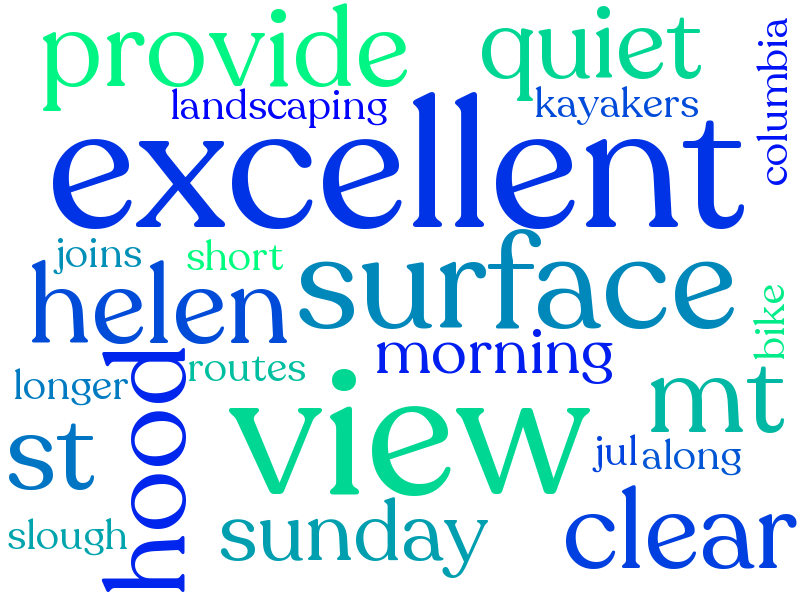 provide
quiet
columbia
landscaping
kayakers
excellent
joins
short
surface
helen
bike
morning
routes
longer
hood
view
mt
st
jul
along
slough
sunday
clear